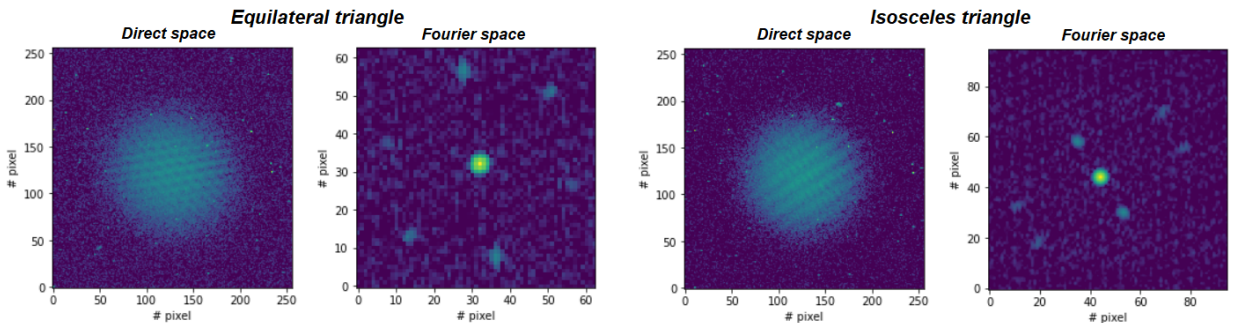 Equilateral triangle
Direct space
Fourier space
250
200
150
100
50
0
# pixel
0 50 100 150 200 250
# pixel
60
50
40
30
20
10
0
# pixel
0 10 20 30 40 50 60
# pixel
Isosceles triangle
Direct space
Fourier space
250
200
150
100
50
0
# pixel
0 50 100 150 200 250
# pixel
80
60
40
20
0
# pixel
0 20 40 60 80
# pixel